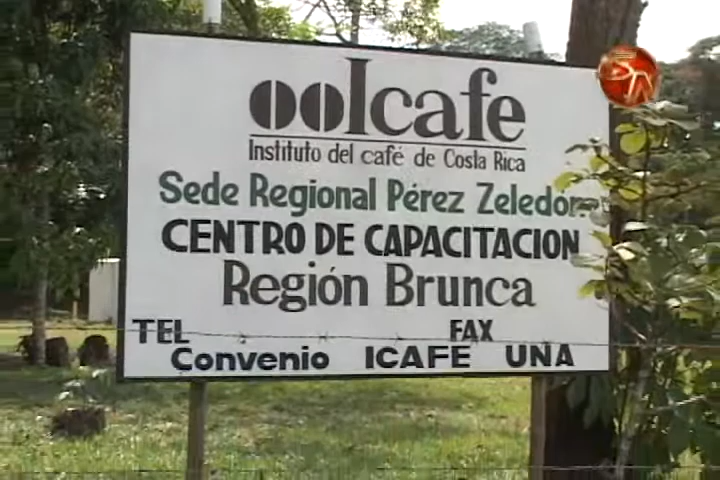 Icafe
Instituto del café de Costa Rica
Sede Regional Pérez Zeledon
CENTRO DE CAPACITACION
Región Brunca
TEL FAX
Convenio ICAFE UNA